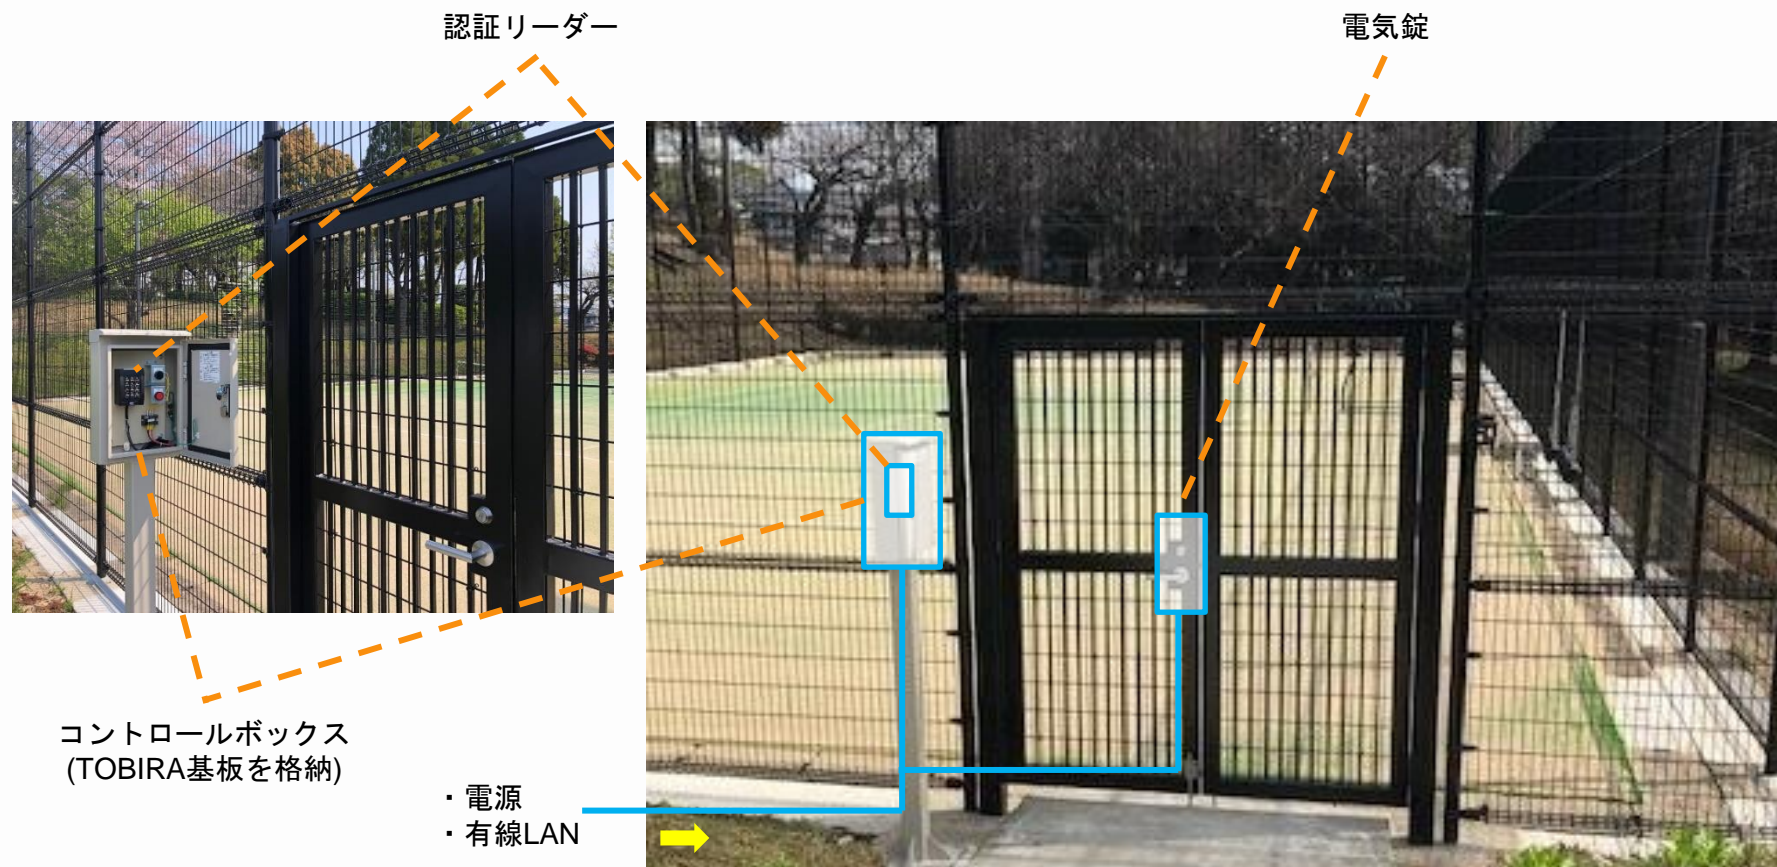 認証リーダー
電気錠
コントロールボックス
(TOBIRA基板を格納)
・電源
・有線LAN